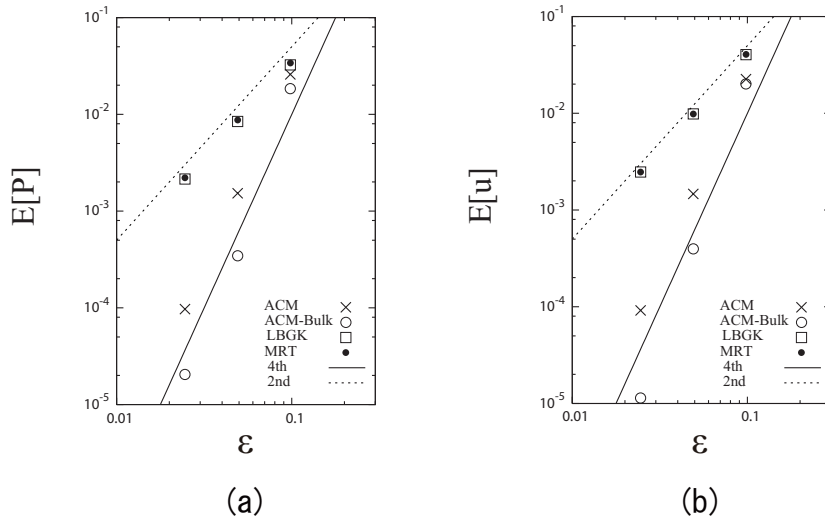 10^-1
10^-2
10^-3
10^-4
10^-5
E[P]
ACM
ACM-Bulk
LBGK
MRT
4th
2nd
0.01
0.1
ε
(a)
10^-1
10^-2
10^-3
10^-4
10^-5
E[u]
ACM
ACM-Bulk
LBGK
MRT
4th
2nd
0.01
0.1
ε
(b)